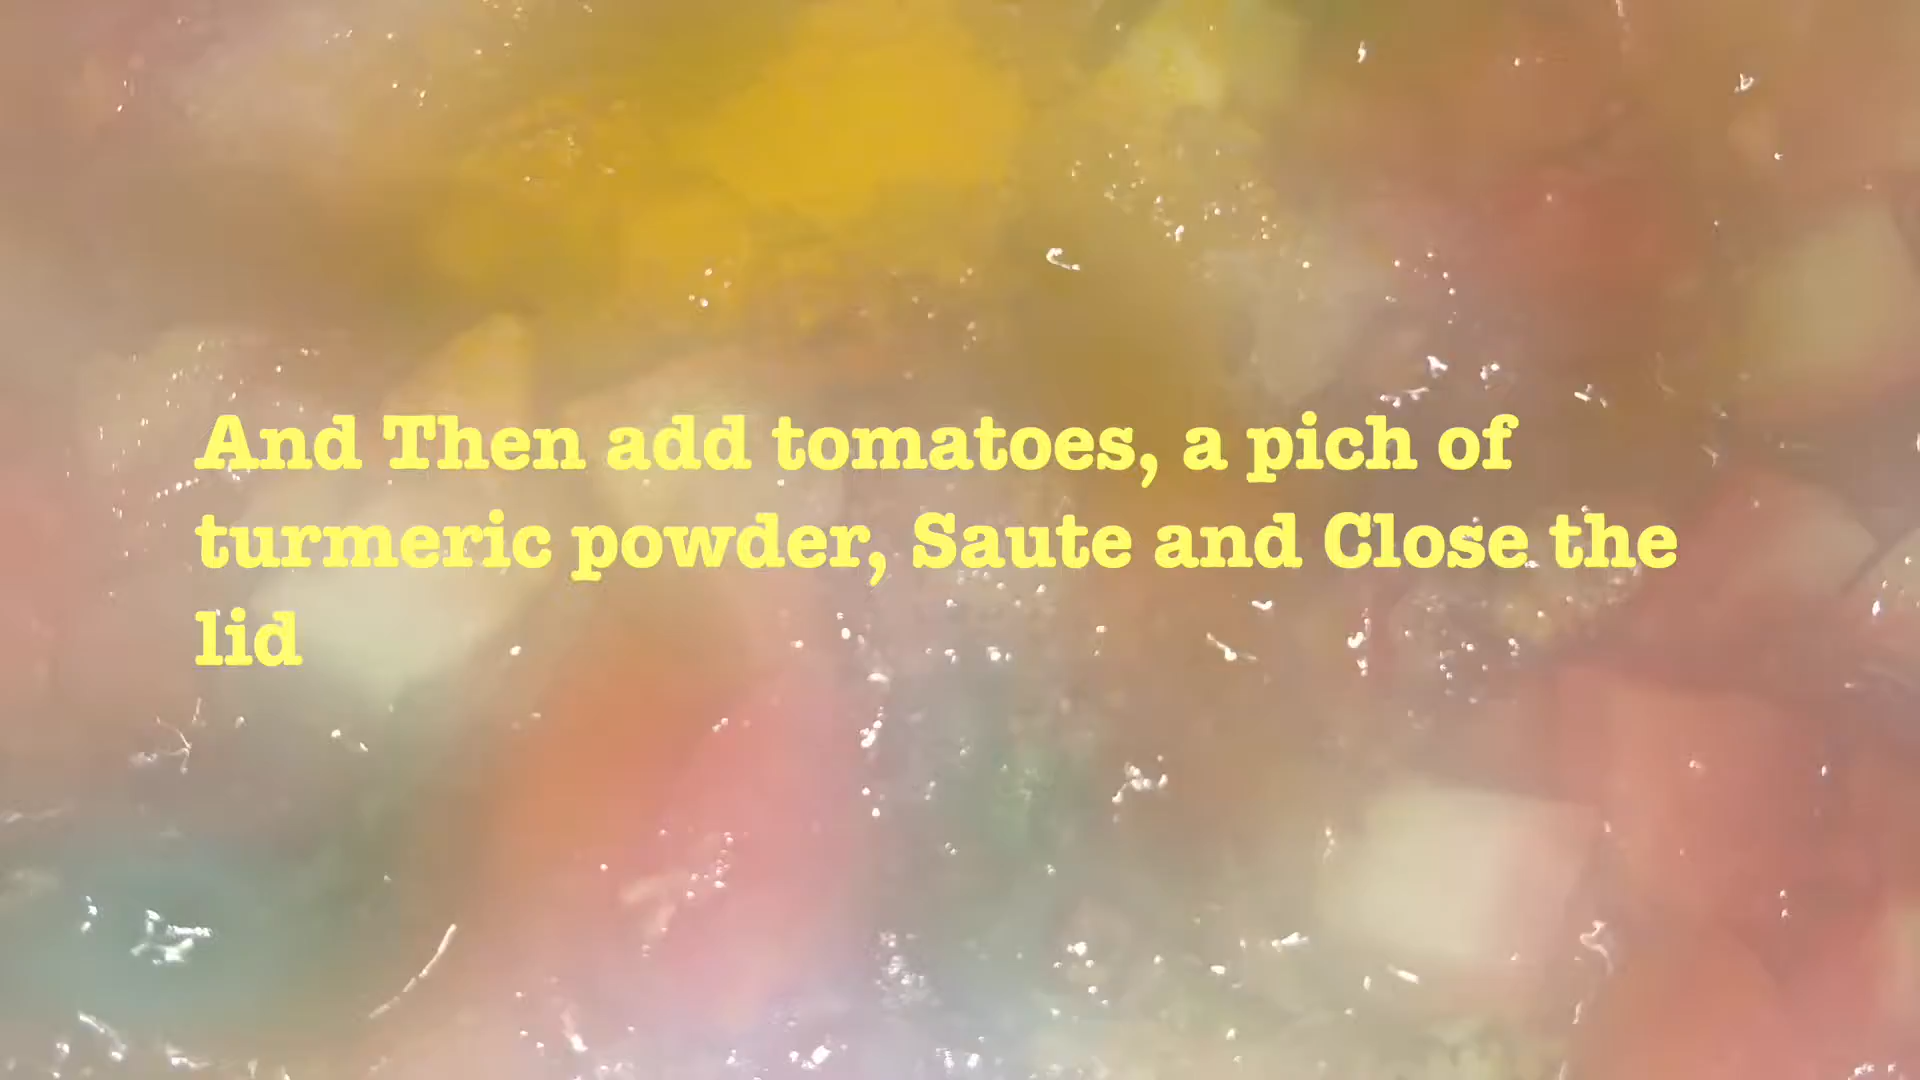 And Then add tomatoes, a pich of
turmeric powder, Saute and Close the
lid